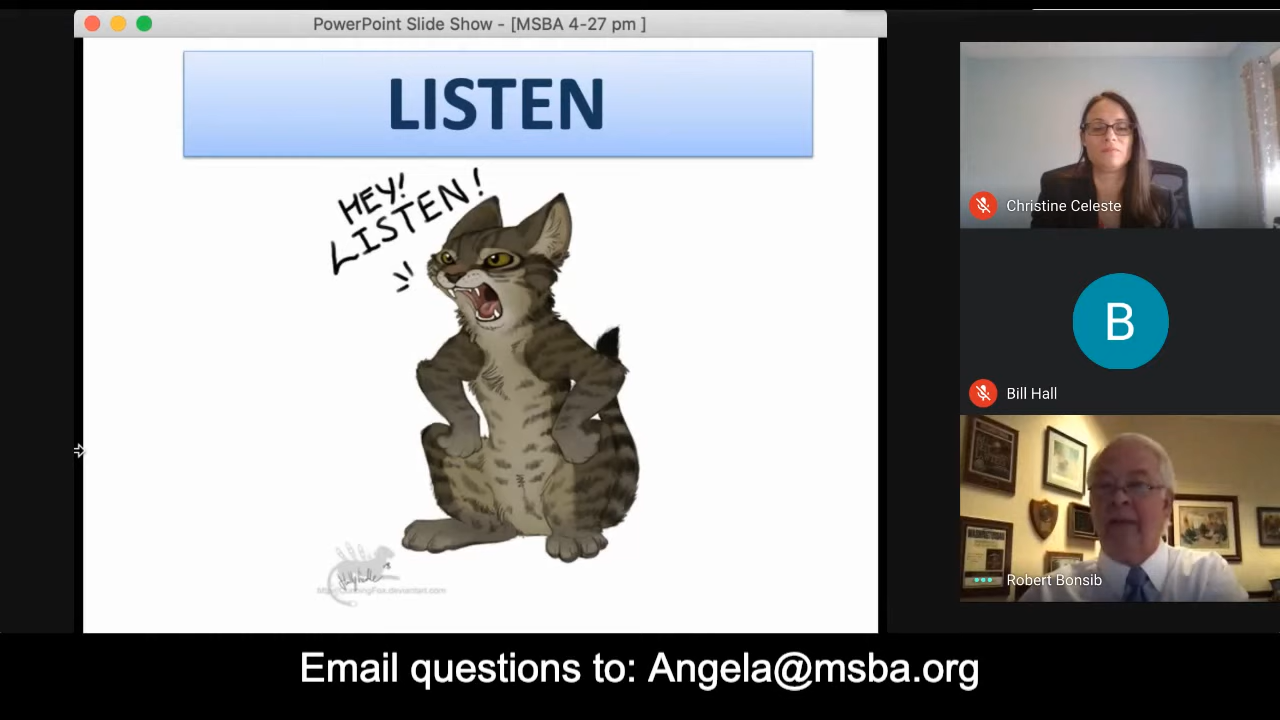 PowerPoint Slide Show - [MSBA 4-27 pm ]
LISTEN
HEY!
LISTEN!
Christine Celeste
B
Bill Hall
Robert Bonsib
Email questions to: Angela@msba.org